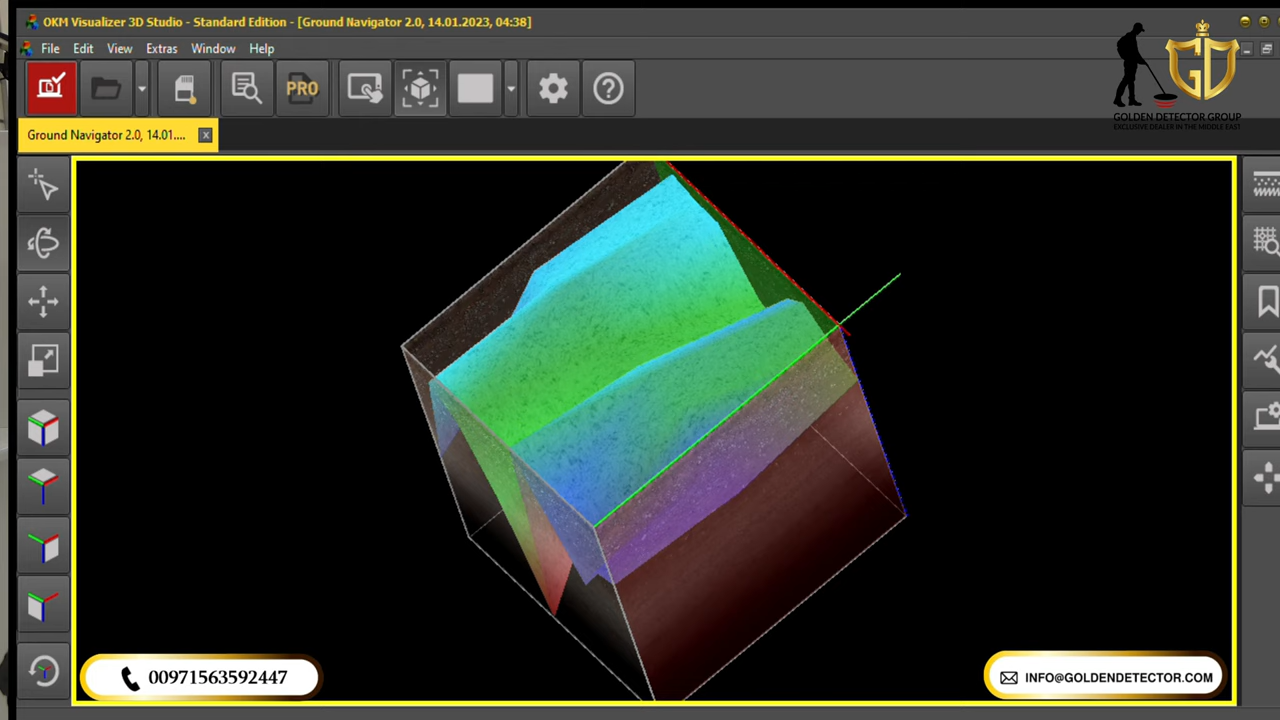 OKM Visualizer 3D Studio - Standard Edition - [Ground Navigator 2.0, 14.01.2023, 04:38]
File Edit View Extras Window Help
PRO
GD
GOLDEN DETECTOR GROUP
EXCLUSIVE DEALER IN THE MIDDLE EAST
Ground Navigator 2.0, 14.01.... x
00971563592447
INFO@GOLDENDETECTOR.COM